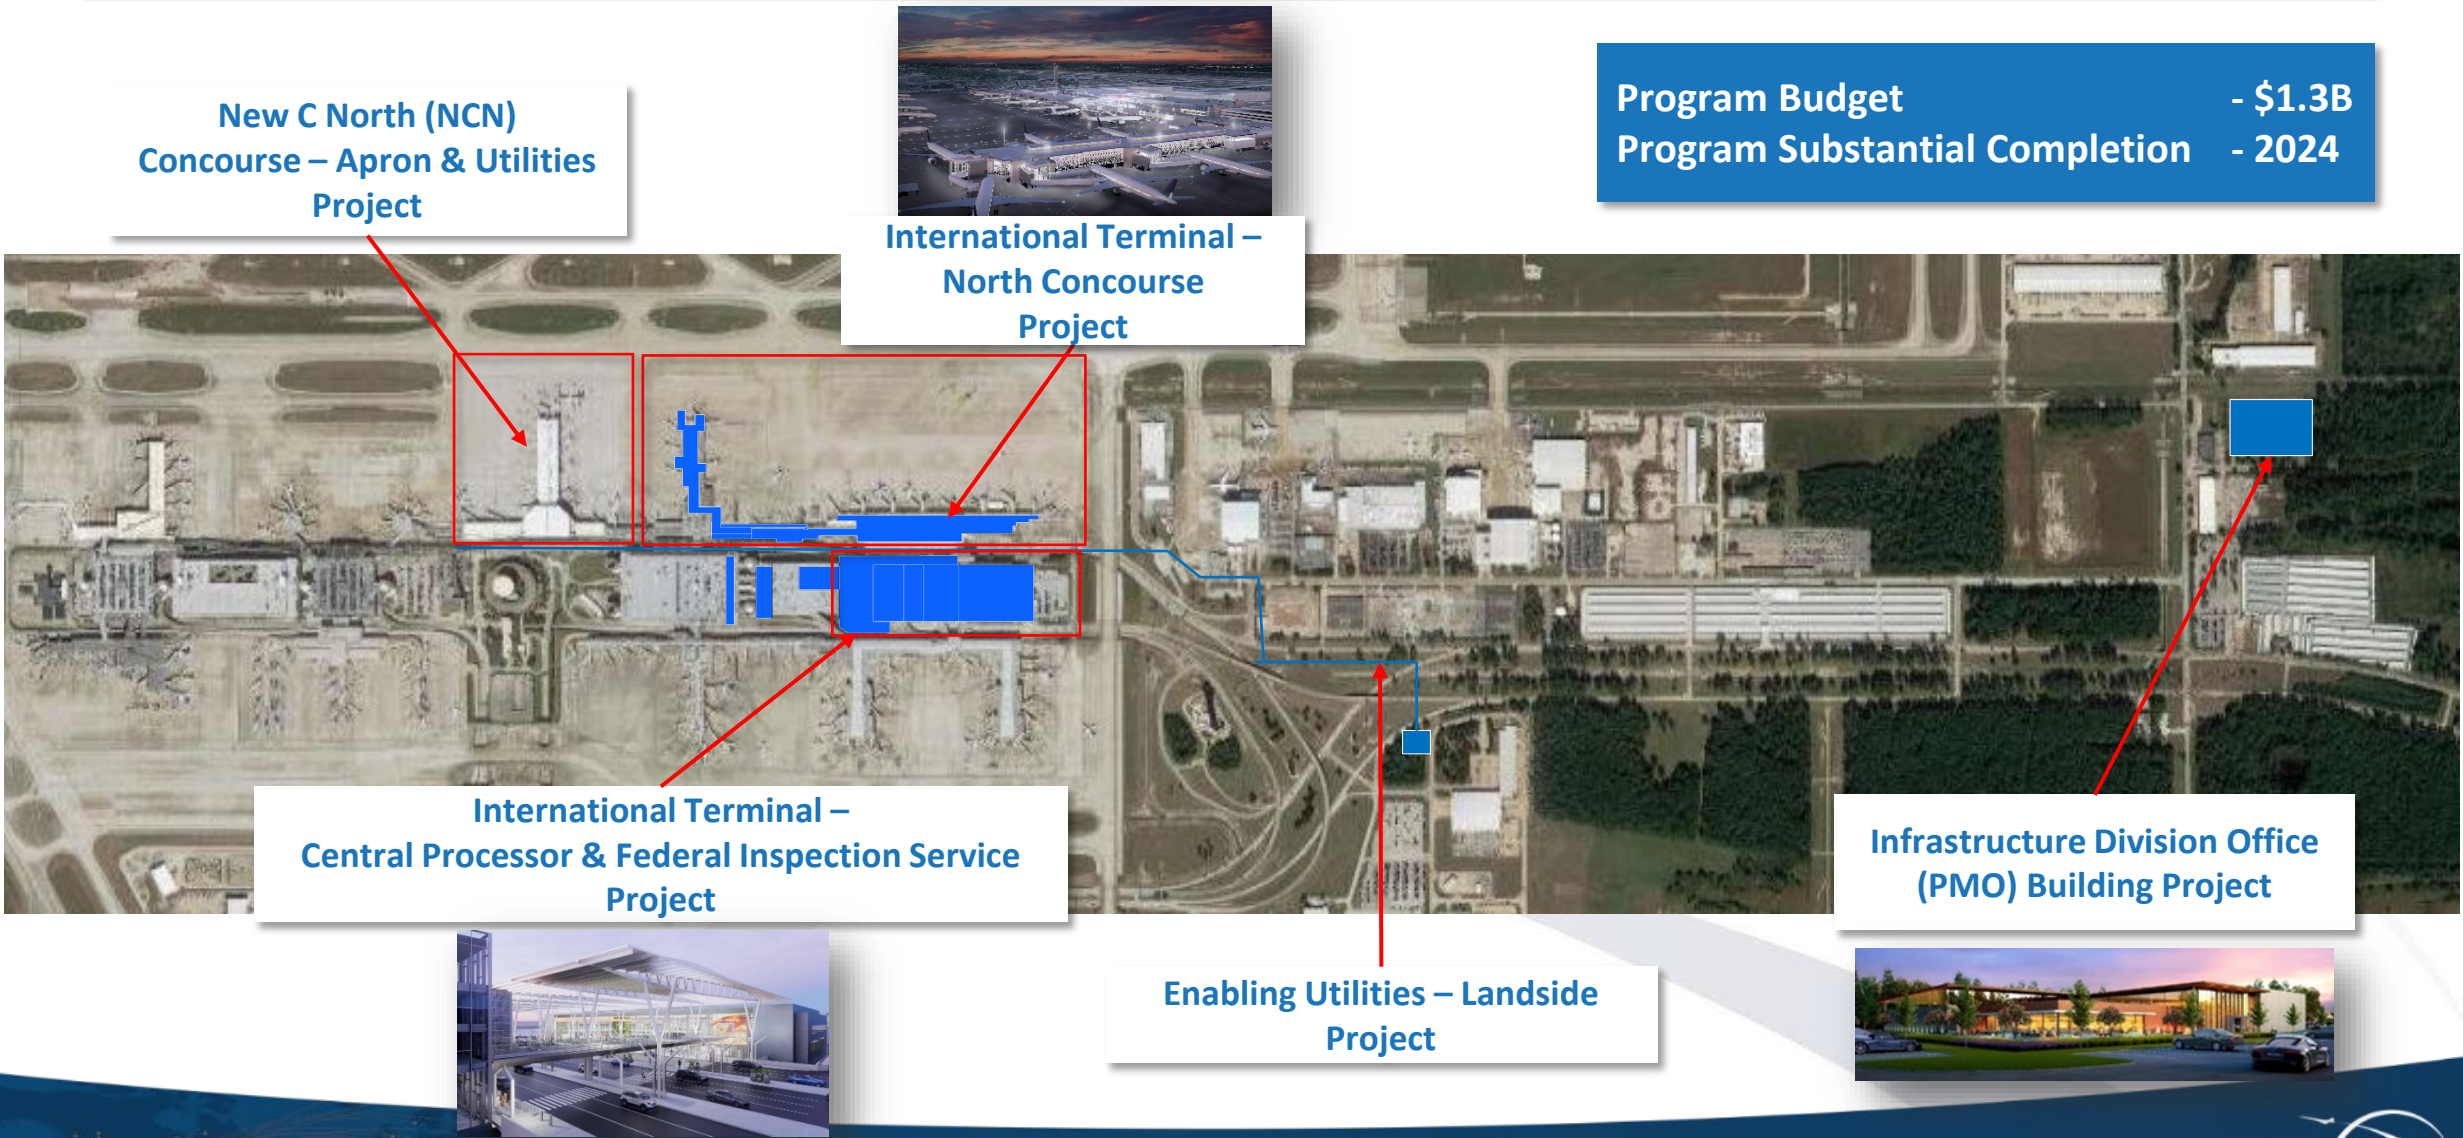 New C North (NCN)
Concourse – Apron & Utilities
Project
International Terminal –
North Concourse
Project
Program Budget - $1.3B
Program Substantial Completion - 2024
International Terminal –
Central Processor & Federal Inspection Service
Project
Enabling Utilities – Landside
Project
Infrastructure Division Office
(PMO) Building Project